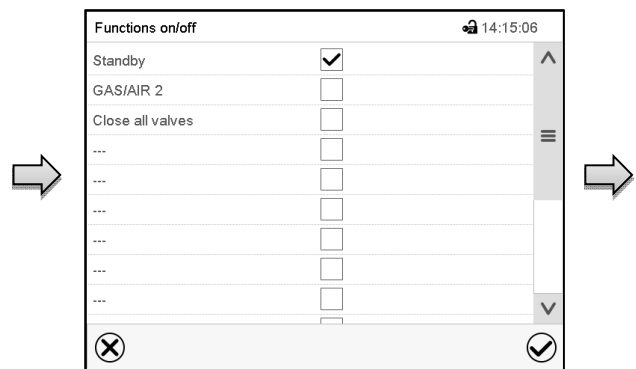 Functions on/off 14:15:06
Standby
GAS/AIR 2
Close all valves
---
---
---
---
---
---